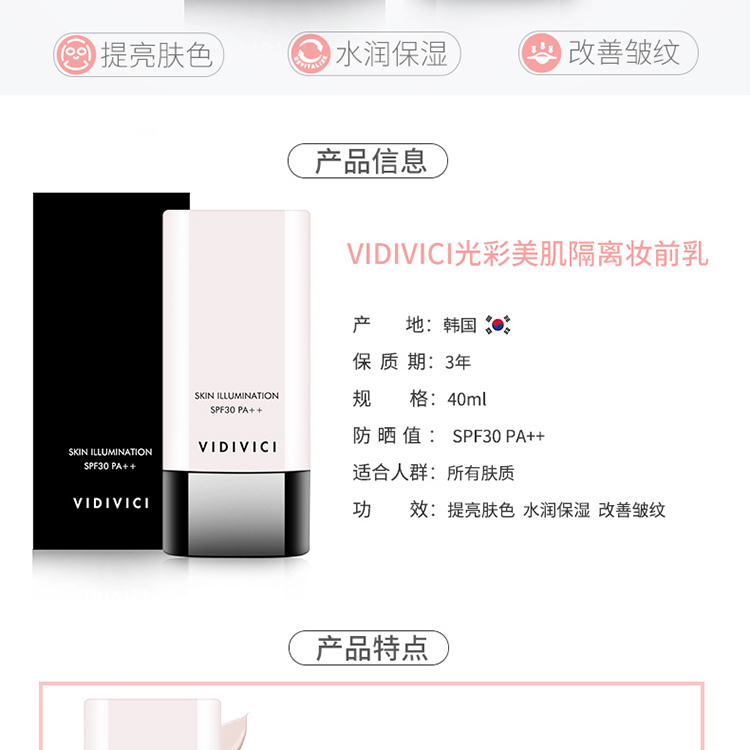 提亮肤色
REVITALISE
水润保湿
改善皱纹
产品信息
VIDIVICI光彩美肌隔离妆前乳
产 地：韩国
保 质 期：3年
规 格：40ml
防 晒 值 ： SPF30 PA++
适合人群：所有肤质
功 效：提亮肤色 水润保湿 改善皱纹
SKIN ILLUMINATION
SPF30 PA++
VIDIVICI
SKIN ILLUMINATION
SPF30 PA++
VIDIVICI
产品特点